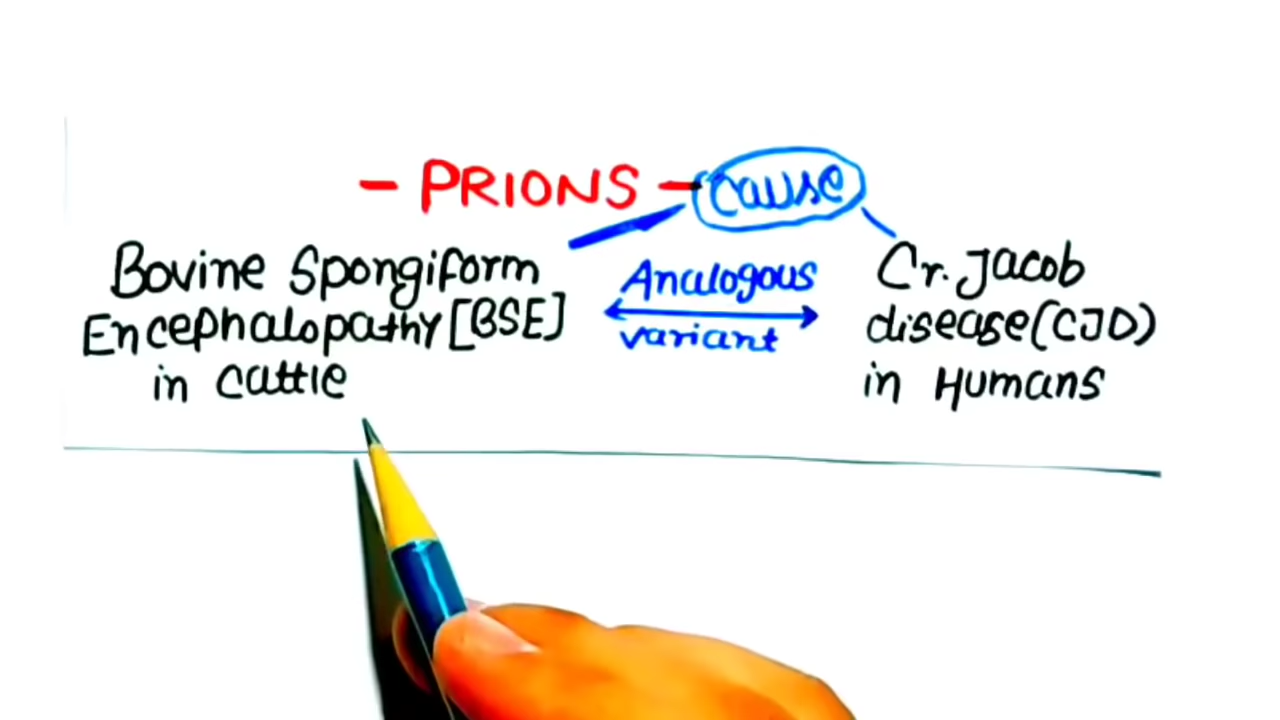 - PRIONS - cause
Bovine Spongiform
Encephalopathy [BSE]
in cattle
Analogous
variant
Cr. Jacob
disease (CJD)
in Humans